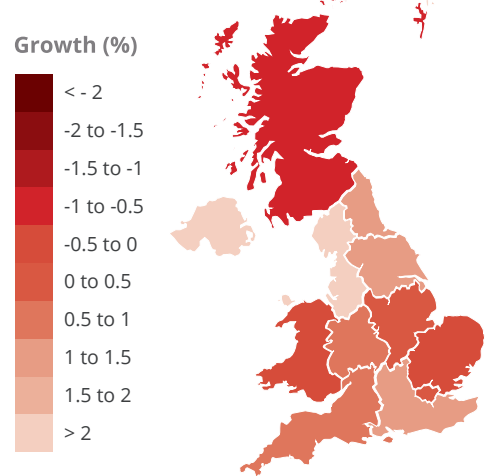 Growth (%)
< - 2
-2 to -1.5
-1.5 to -1
-1 to -0.5
-0.5 to 0
0 to 0.5
0.5 to 1
1 to 1.5
1.5 to 2
> 2